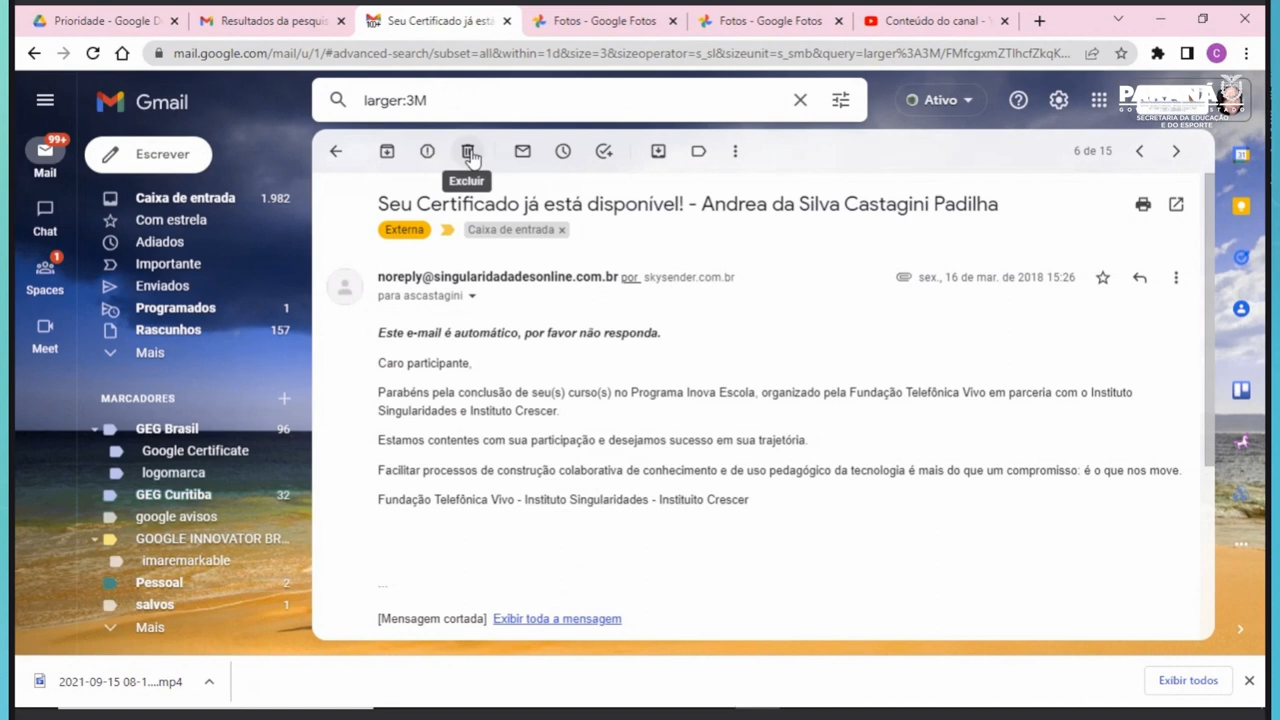 Prioridade - Google D
Resultados da pesquis
Seu Certificado já está
Fotos - Google Fotos
Fotos - Google Fotos
Conteúdo do canal - Y
mail.google.com/mail/u/1/#advanced-search/subset=all&within=1d&size=3&sizeoperator=s_sl&sizeunit=s_smb&query=larger%3A3M/FMfcgxmZTlhcfZkqK...
C
Gmail
larger:3M
Ativo
PARANÁ
GOVERNO DO ESTADO
SECRETARIA DA EDUCAÇÃO
E DO ESPORTE
99+
Mail
Chat
1
Spaces
Meet
Escrever
Caixa de entrada 1.982
Com estrela
Adiados
Importante
Enviados
Programados 1
Rascunhos 157
Mais
MARCADORES
GEG Brasil 96
Google Certificate
logomarca
GEG Curitiba 32
google avisos
GOOGLE INNOVATOR BR...
imaremarkable
Pessoal 2
salvos 1
Mais
6 de 15
Excluir
Seu Certificado já está disponível! - Andrea da Silva Castagini Padilha
Externa
Caixa de entrada x
noreply@singularidadadesonline.com.br por skysender.com.br
sex., 16 de mar. de 2018 15:26
para ascastagini
Este e-mail é automático, por favor não responda.
Caro participante,
Parabéns pela conclusão de seu(s) curso(s) no Programa Inova Escola, organizado pela Fundação Telefônica Vivo em parceria com o Instituto
Singularidades e Instituto Crescer.
Estamos contentes com sua participação e desejamos sucesso em sua trajetória.
Facilitar processos de construção colaborativa de conhecimento e de uso pedagógico da tecnologia é mais do que um compromisso: é o que nos move.
Fundação Telefônica Vivo - Instituto Singularidades - Instituito Crescer
...
[Mensagem cortada] Exibir toda a mensagem
2021-09-15 08-1....mp4
Exibir todos